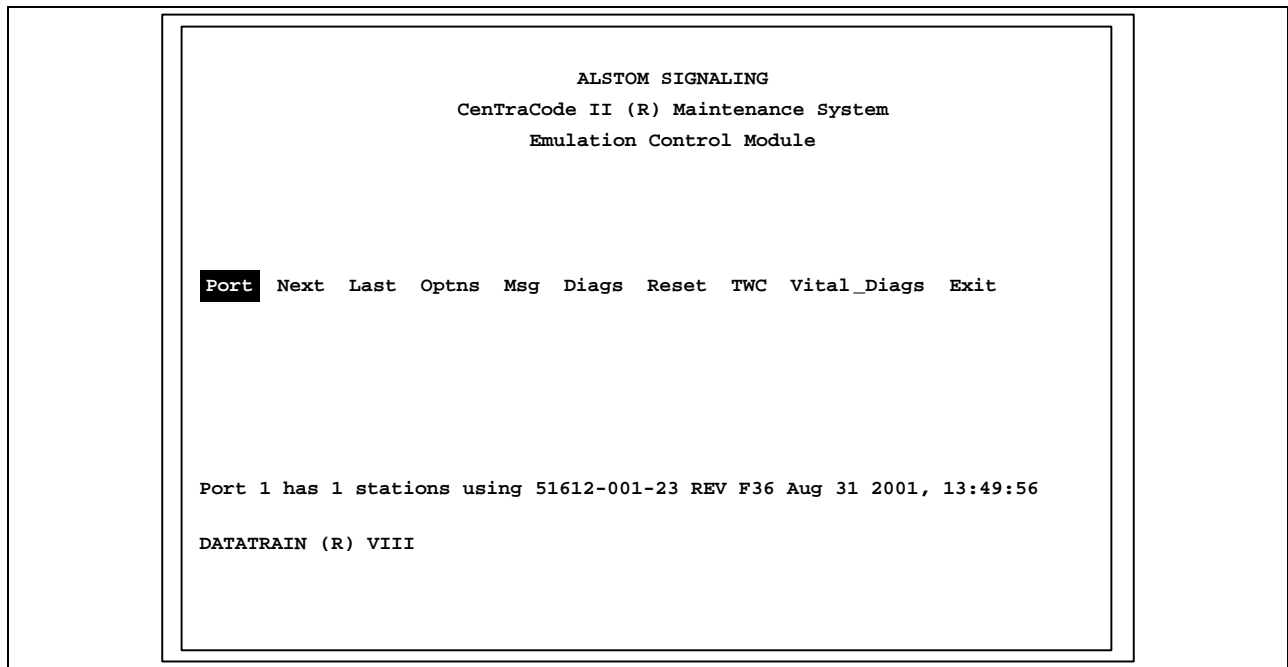 ALSTOM SIGNALING
CenTraCode II (R) Maintenance System
Emulation Control Module
Port Next Last Optns Msg Diags Reset TWC Vital_Diags Exit
Port 1 has 1 stations using 51612-001-23 REV F36 Aug 31 2001, 13:49:56
DATATRAIN (R) VIII